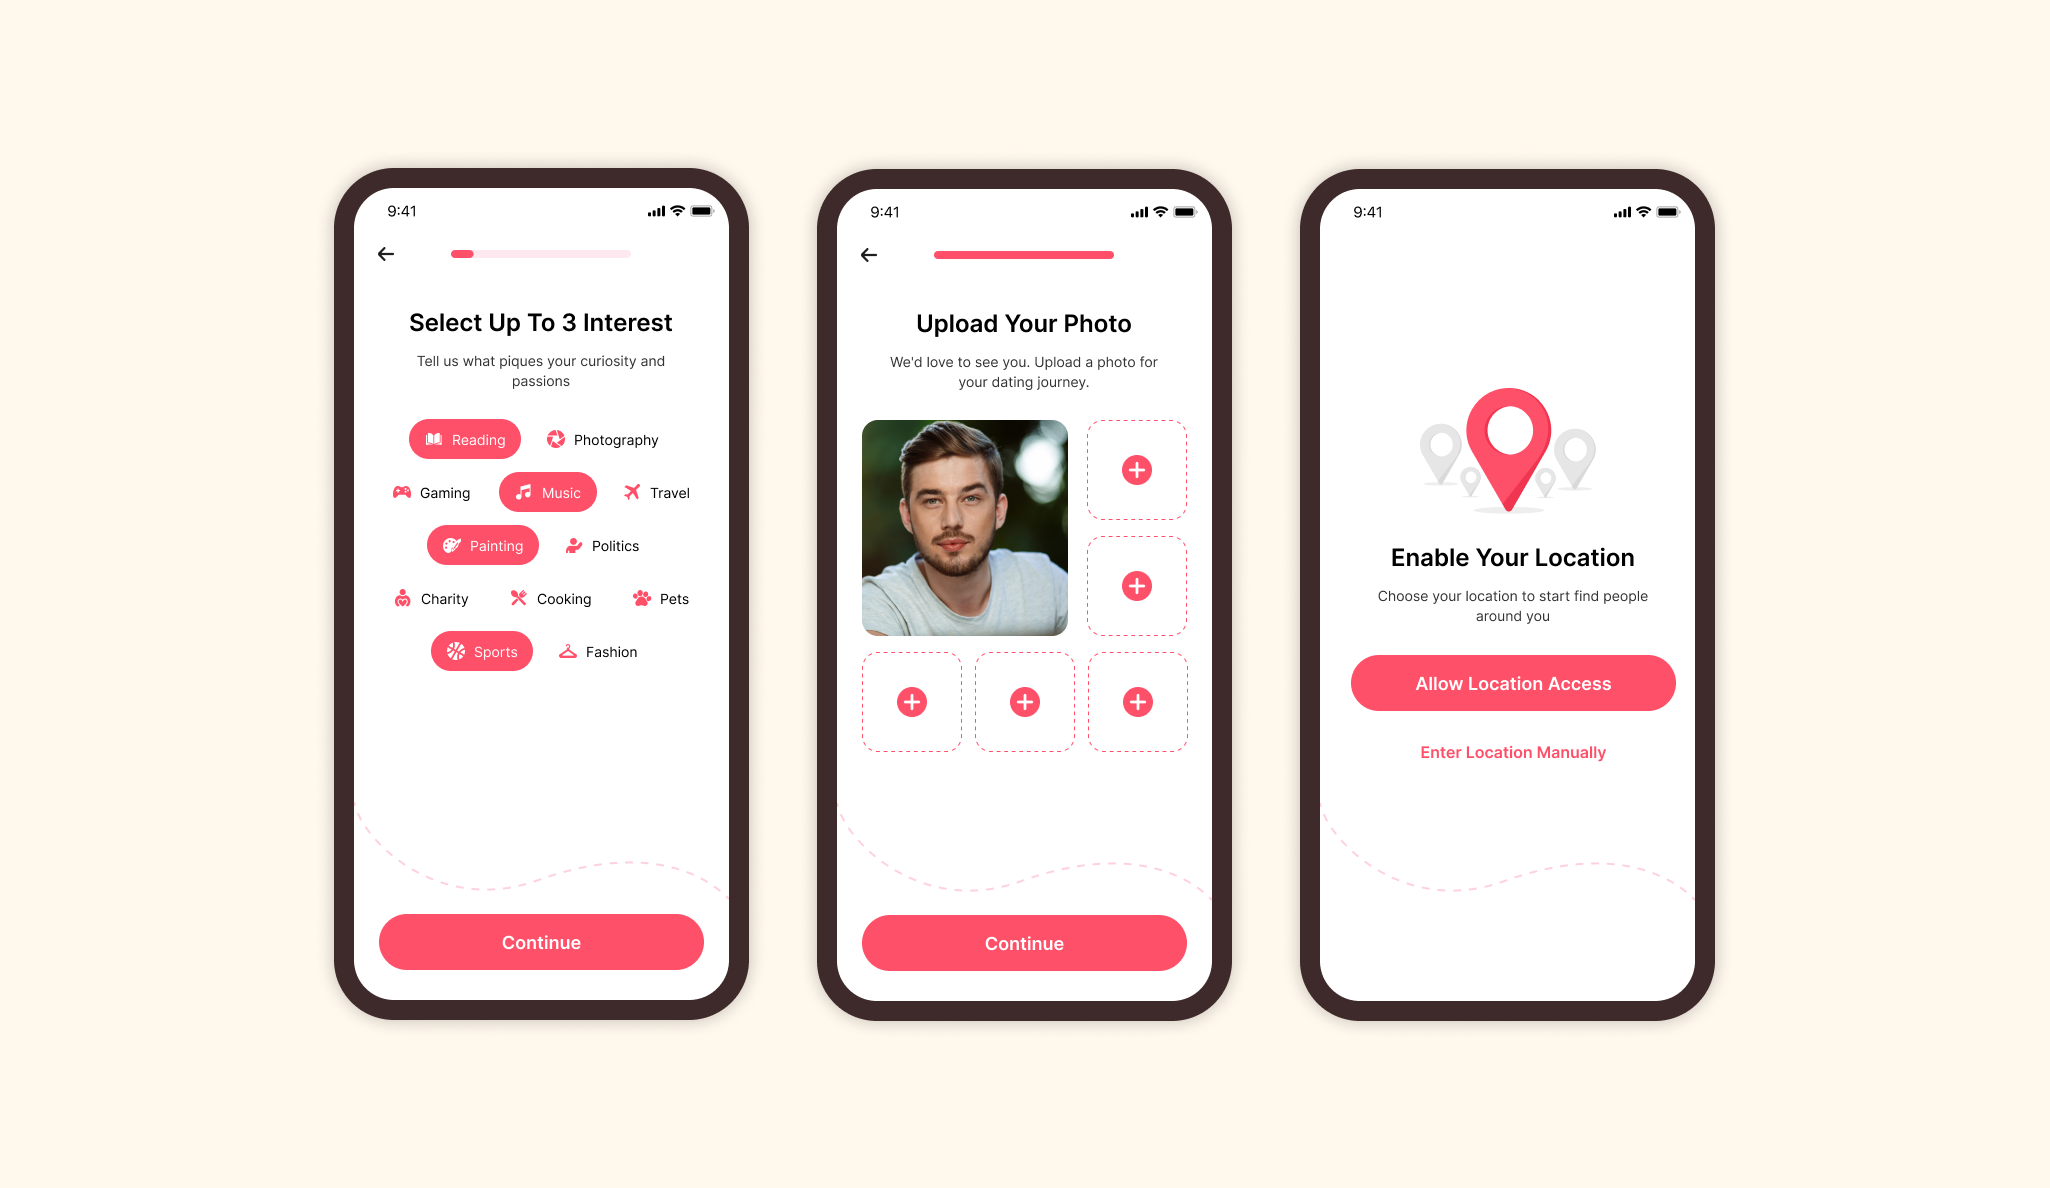 9:41
Select Up To 3 Interest
Tell us what piques your curiosity and
passions
Reading
Photography
Gaming
Music
Travel
Painting
Politics
Charity
Cooking
Pets
Sports
Fashion
Continue
9:41
Upload Your Photo
We'd love to see you. Upload a photo for
your dating journey.
Continue
9:41
Enable Your Location
Choose your location to start find people
around you
Allow Location Access
Enter Location Manually